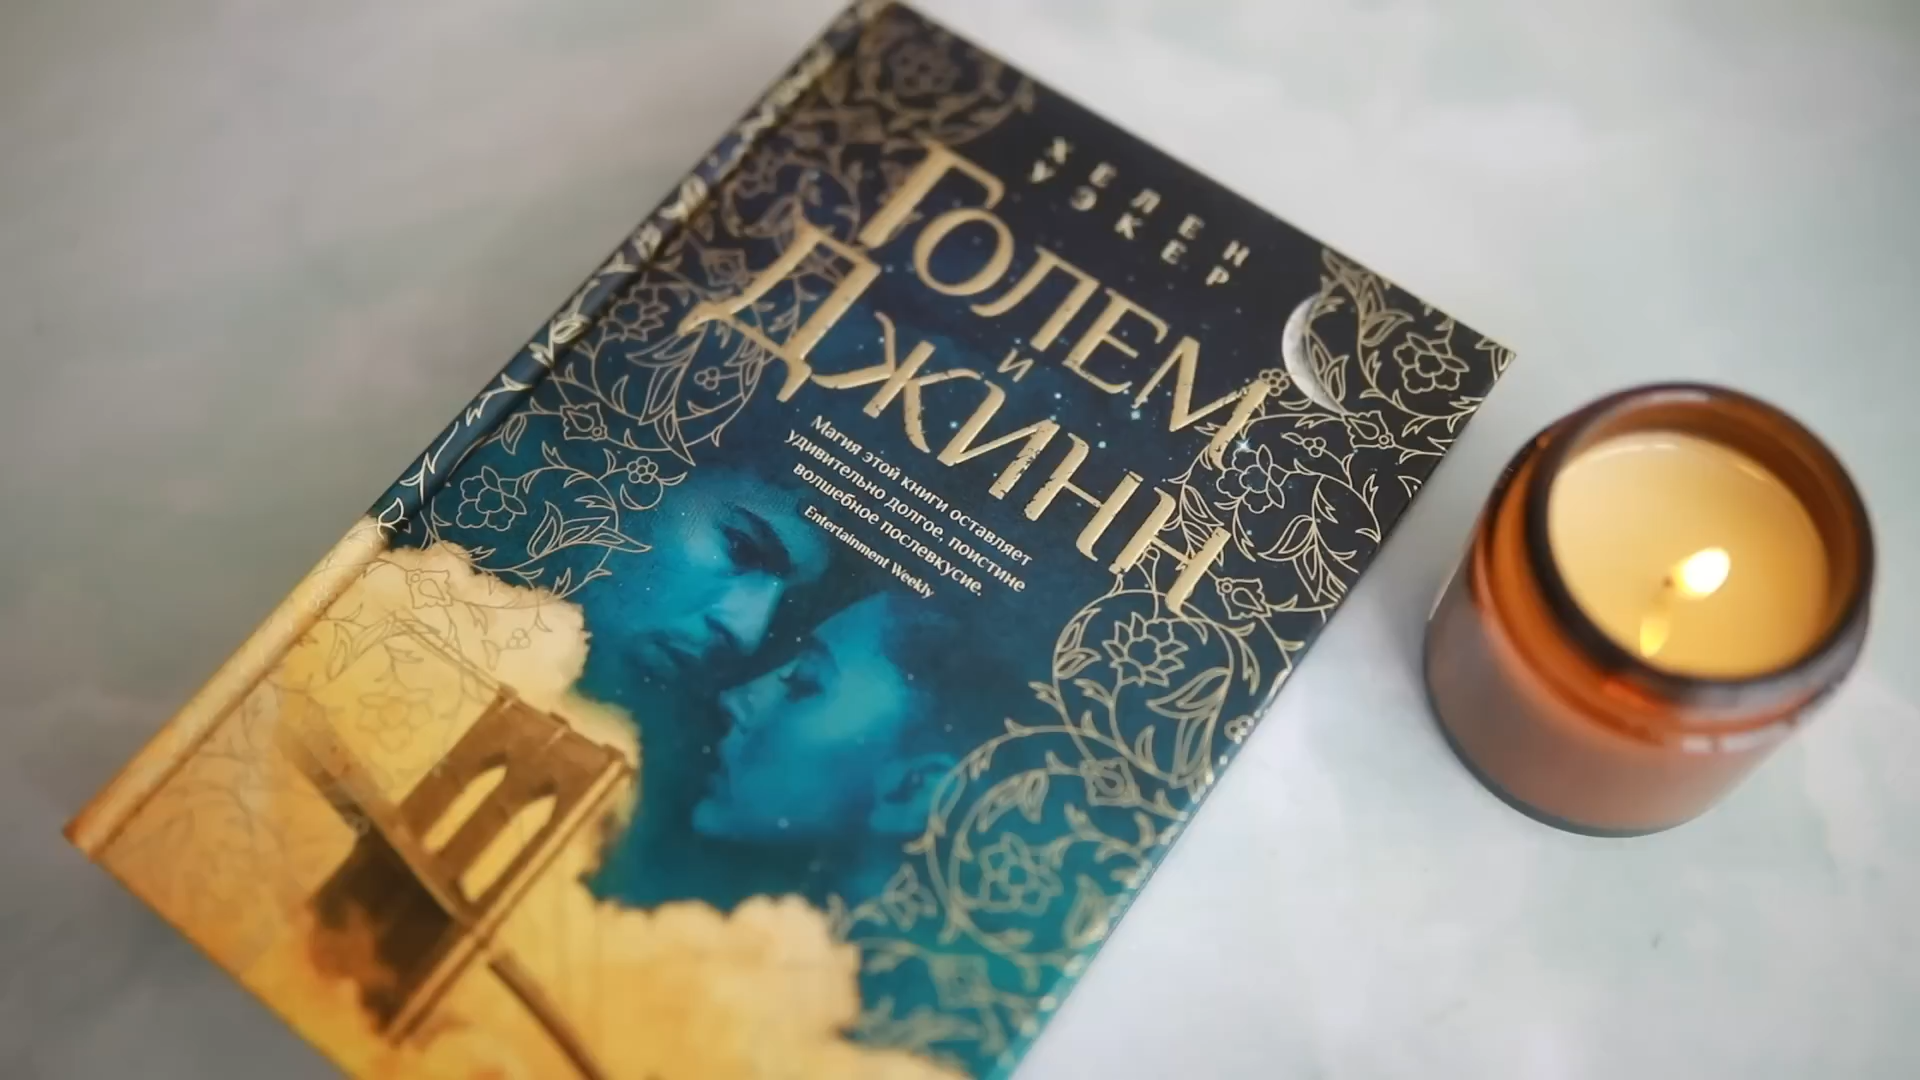 ХЕЛЕН
УЭКЕР
ГОЛЕМ
И
ДЖИНН
Магия этой книги оставляет
удивительно долгое, поистине
волшебное послевкусие.
Entertainment Weekly